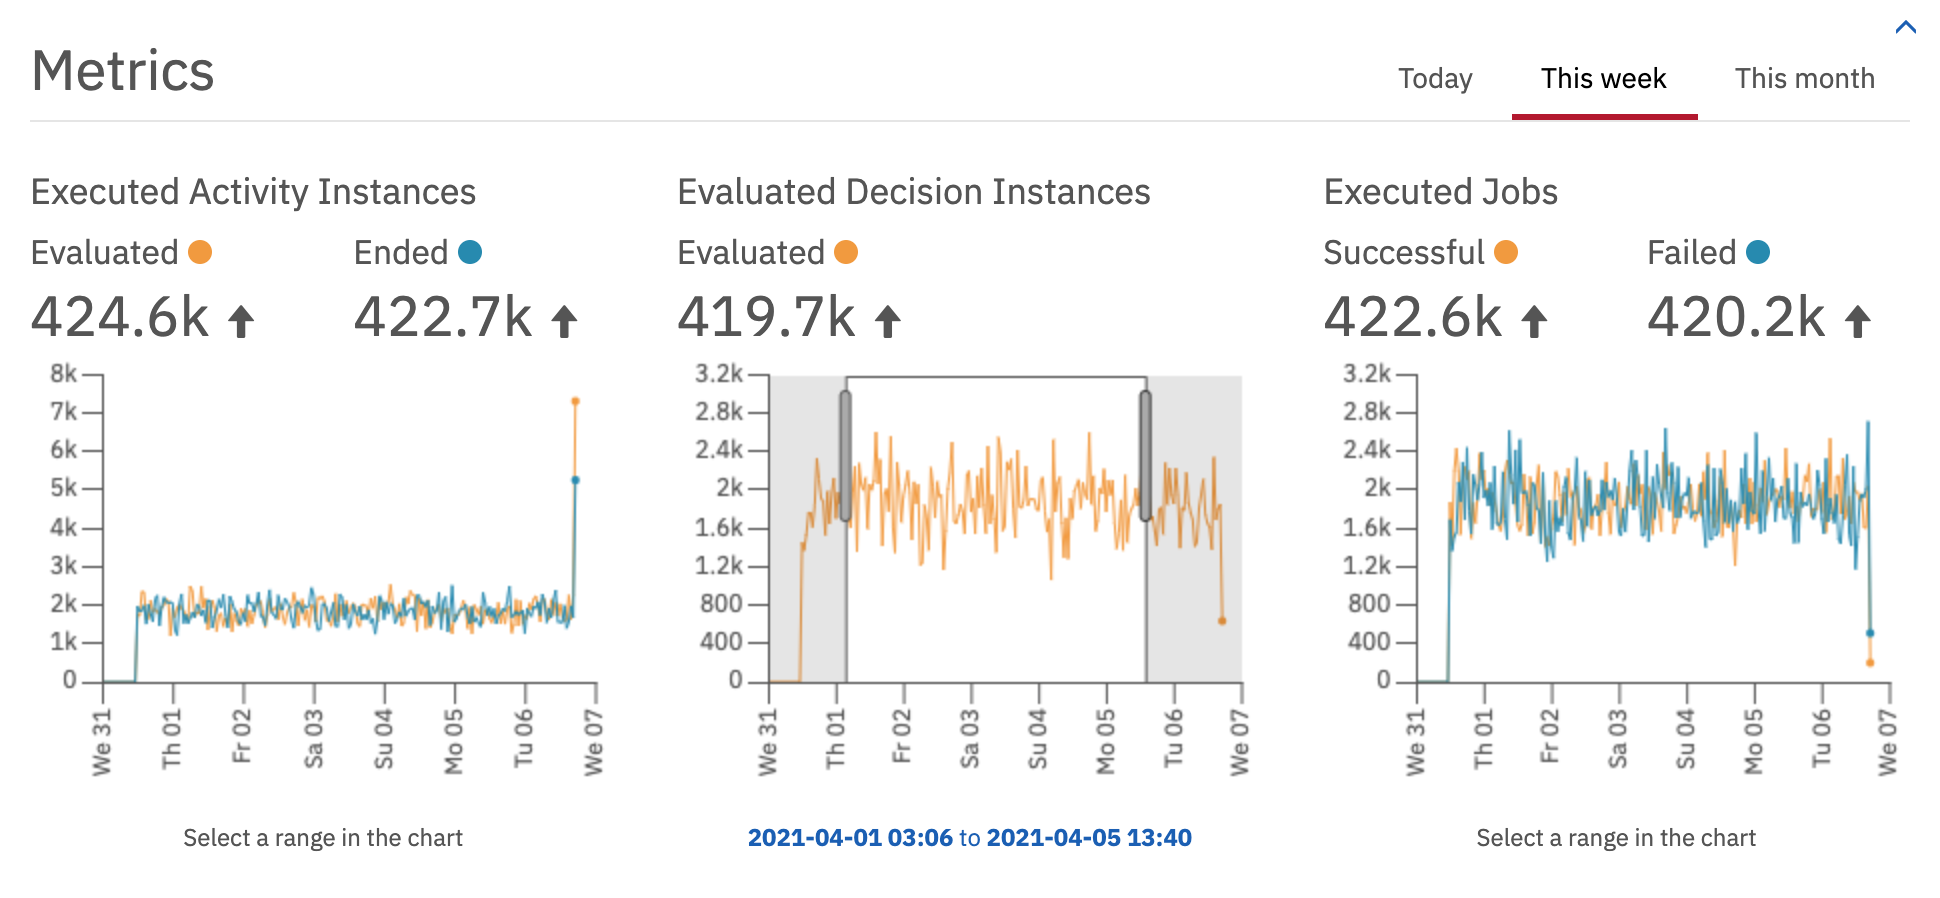 Metrics
Today This week This month
Executed Activity Instances
Evaluated Ended
424.6k 422.7k
8k
7k
6k
5k
4k
3k
2k
1k
0
We 31 Th 01 Fr 02 Sa 03 Su 04 Mo 05 Tu 06 We 07
Select a range in the chart
Evaluated Decision Instances
Evaluated
419.7k
3.2k
2.8k
2.4k
2k
1.6k
1.2k
800
400
0
We 31 Th 01 Fr 02 Sa 03 Su 04 Mo 05 Tu 06 We 07
2021-04-01 03:06 to 2021-04-05 13:40
Executed Jobs
Successful Failed
422.6k 420.2k
3.2k
2.8k
2.4k
2k
1.6k
1.2k
800
400
0
We 31 Th 01 Fr 02 Sa 03 Su 04 Mo 05 Tu 06 We 07
Select a range in the chart